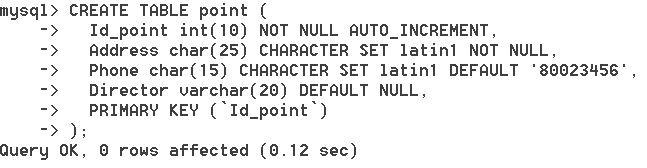 mysql> CREATE TABLE point (
    ->   Id_point int(10) NOT NULL AUTO_INCREMENT,
    ->   Address char(25) CHARACTER SET latin1 NOT NULL,
    ->   Phone char(15) CHARACTER SET latin1 DEFAULT '80023456',
    ->   Director varchar(20) DEFAULT NULL,
    ->   PRIMARY KEY (`Id_point`)
    -> );
Query OK, 0 rows affected (0.12 sec)